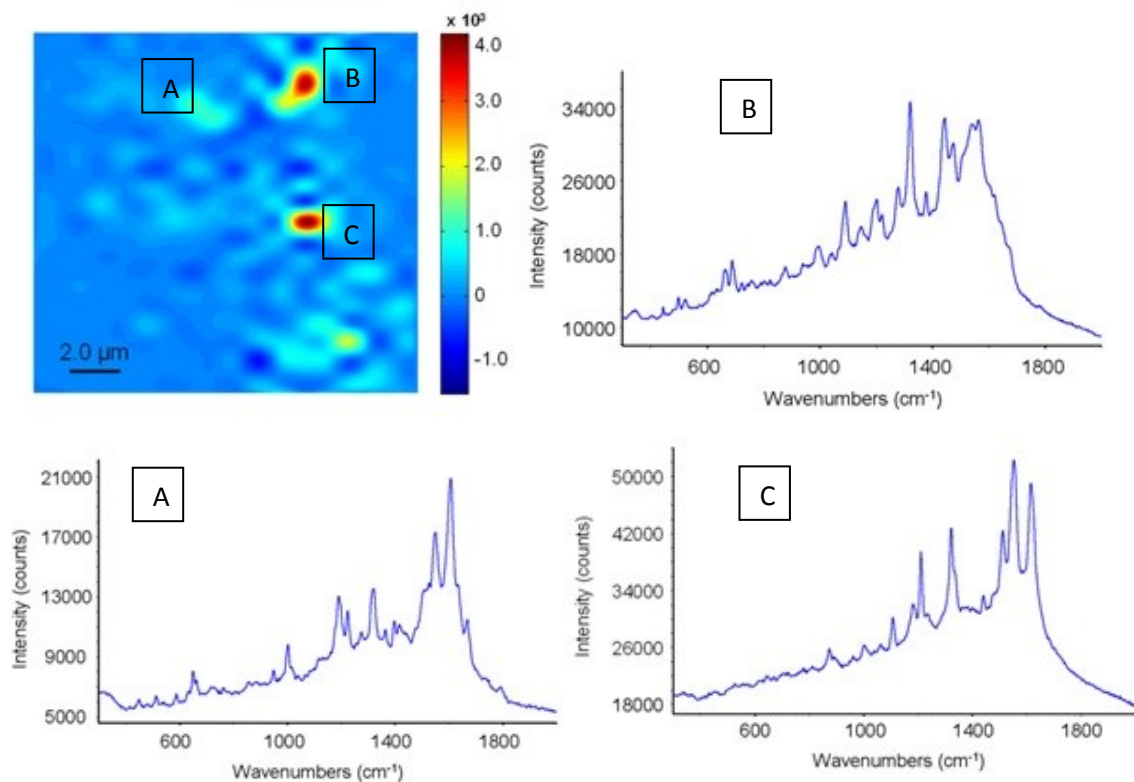 x 10³
4.0
3.0
2.0
1.0
0
-1.0
A
B
C
2.0 µm
B
34000
26000
18000
10000
Intensity (counts)
600 1000 1400 1800
Wavenumbers (cm⁻¹)
A
21000
17000
13000
9000
5000
Intensity (counts)
600 1000 1400 1800
Wavenumbers (cm⁻¹)
C
50000
42000
34000
26000
18000
Intensity (counts)
600 1000 1400 1800
Wavenumbers (cm⁻¹)